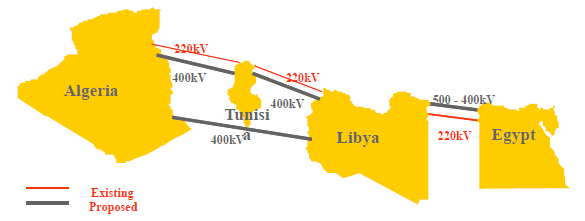 220kV
400kV
220kV
Algeria
400kV
500 - 400kV
Tunisi
a
400kV
Libya
220kV
Egypt
Existing
Proposed